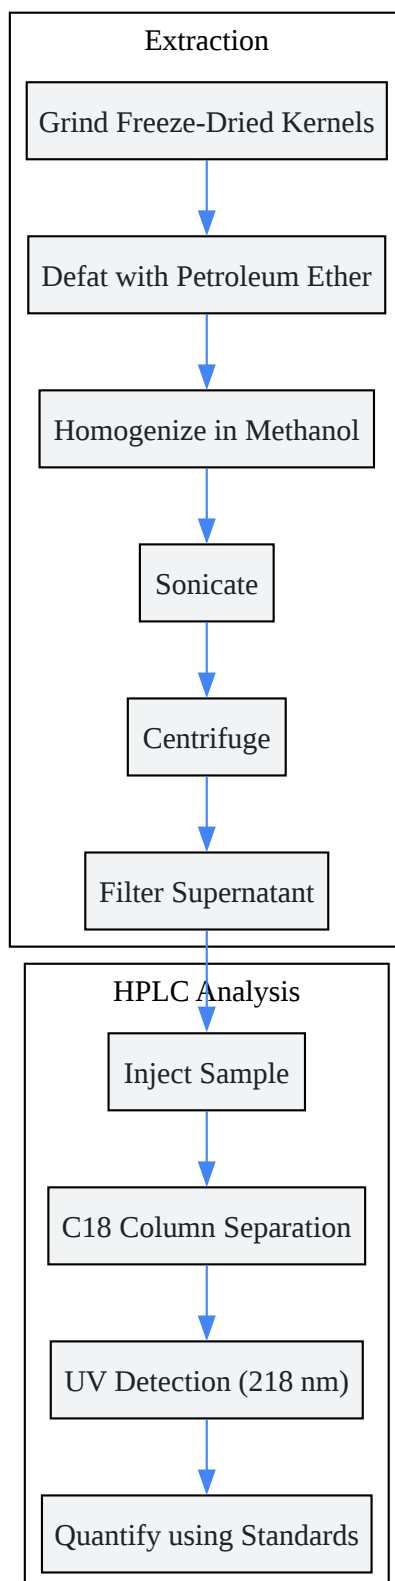 Extraction
Grind Freeze-Dried Kernels
Defat with Petroleum Ether
Homogenize in Methanol
Sonicate
Centrifuge
Filter Supernatant
HPLC Analysis
Inject Sample
C18 Column Separation
UV Detection (218 nm)
Quantify using Standards